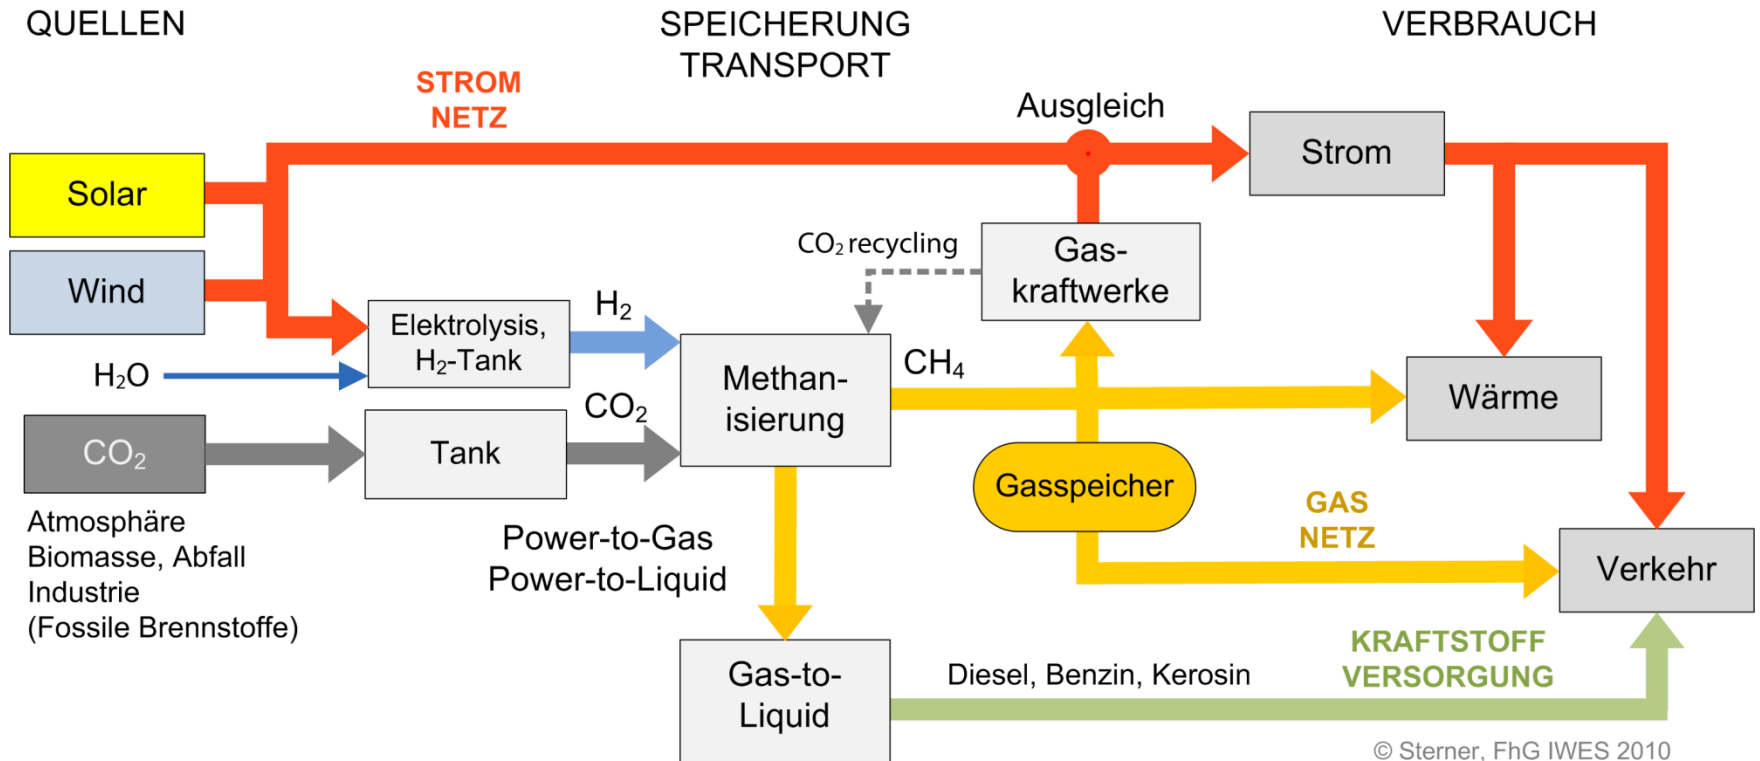 QUELLEN
SPEICHERUNG
TRANSPORT
VERBRAUCH
STROM
NETZ
Ausgleich
Solar
Strom
Wind
CO₂ recycling
Gas-
kraftwerke
Elektrolysis,
H₂-Tank
H₂
H₂O
Methan-
isierung
CH₄
Wärme
CO₂
Tank
CO₂
Gasspeicher
Atmosphäre
Biomasse, Abfall
Industrie
(Fossile Brennstoffe)
Power-to-Gas
Power-to-Liquid
GAS
NETZ
Verkehr
Gas-to-
Liquid
Diesel, Benzin, Kerosin
KRAFTSTOFF
VERSORGUNG
© Sterner, FhG IWES 2010